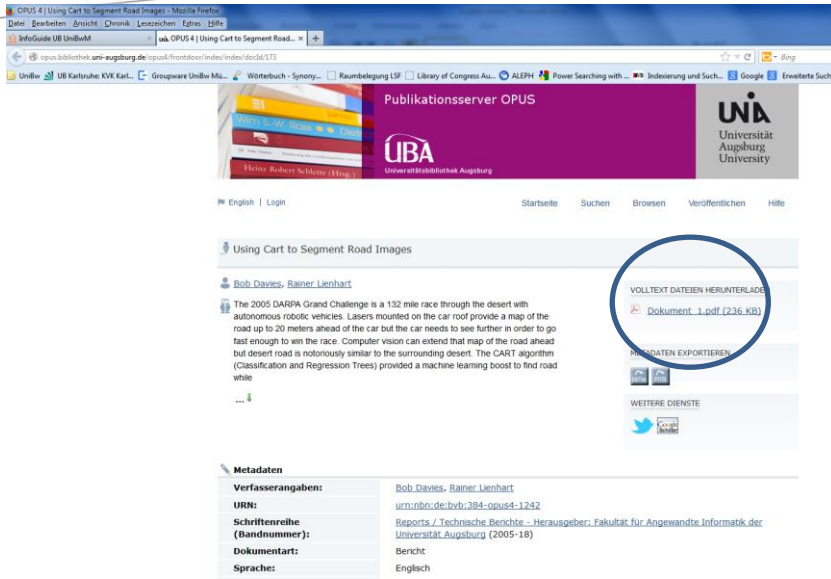 OPUS 4 | Using Cart to Segment Road Images - Mozilla Firefox
Datei Bearbeiten Ansicht Chronik Lesezeichen Extras Hilfe
InfoGuide UB UniBwM × OPUS 4 | Using Cart to Segment Road... × +
opus.bibliothek.uni-augsburg.de/opus4/frontdoor/index/index/docId/173 Bing
UniBw UB Karlsruhe: KVK Karl... Groupware UniBw Mü... Wörterbuch - Synony... Raumbelegung LSF Library of Congress Au... ALEPH Power Searching with ... Indexierung und Such... Google Erweiterte Such
Publikationsserver OPUS
UBA
Universitätsbibliothek Augsburg
Heinz Robert Schlette (Hrsg.)
UNIA
Universität
Augsburg
University
English | Login Startseite Suchen Browsen Veröffentlichen Hilfe
Using Cart to Segment Road Images
Bob Davies, Rainer Lienhart
The 2005 DARPA Grand Challenge is a 132 mile race through the desert with
autonomous robotic vehicles. Lasers mounted on the car roof provide a map of the
road up to 20 meters ahead of the car but the car needs to see further in order to go
fast enough to win the race. Computer vision can extend that map of the road ahead
but desert road is notoriously similar to the surrounding desert. The CART algorithm
(Classification and Regression Trees) provided a machine learning boost to find road
while
...
VOLLTEXT DATEIEN HERUNTERLADEN
Dokument_1.pdf (236 KB)
METADATEN EXPORTIEREN
BibTeX RIS
WEITERE DIENSTE
Google Scholar
Metadaten
Verfasserangaben: Bob Davies, Rainer Lienhart
URN: urn:nbn:de:bvb:384-opus4-1242
Schriftenreihe Reports / Technische Berichte - Herausgeber: Fakultät für Angewandte Informatik der
(Bandnummer): Universität Augsburg (2005-18)
Dokumentart: Bericht
Sprache: Englisch